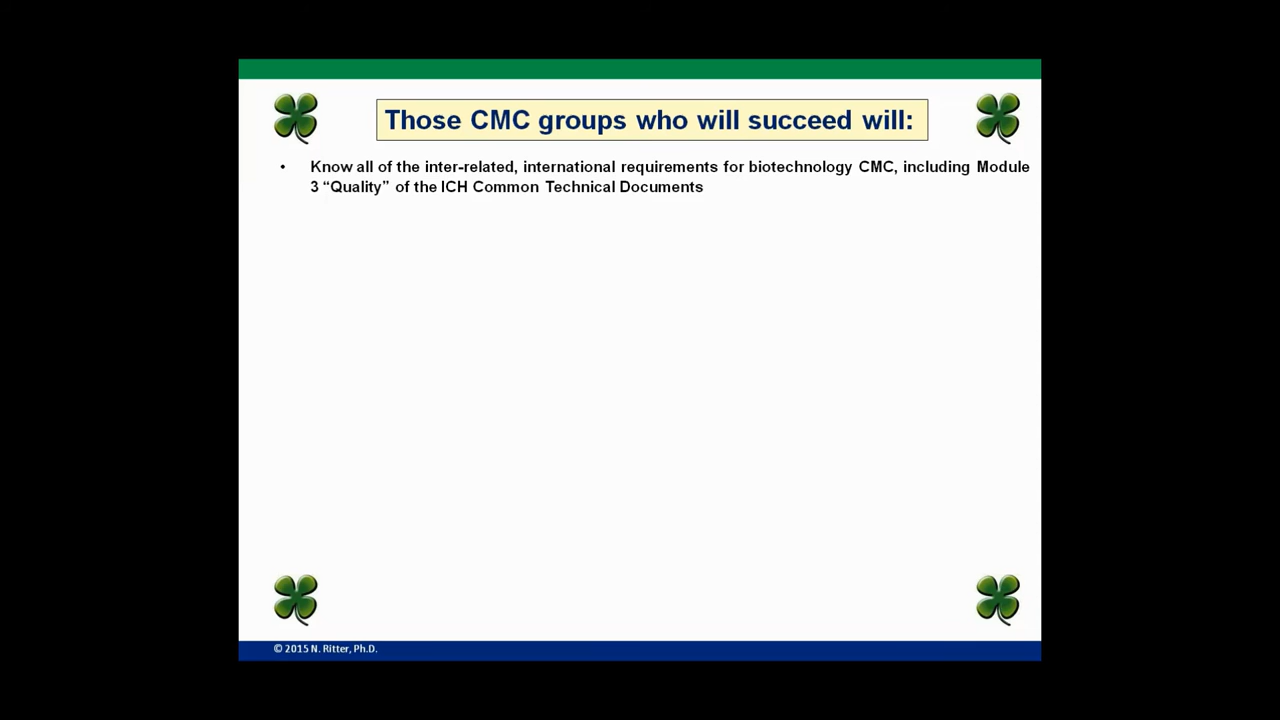 Those CMC groups who will succeed will:
• Know all of the inter-related, international requirements for biotechnology CMC, including Module
3 “Quality” of the ICH Common Technical Documents
© 2015 N. Ritter, Ph.D.